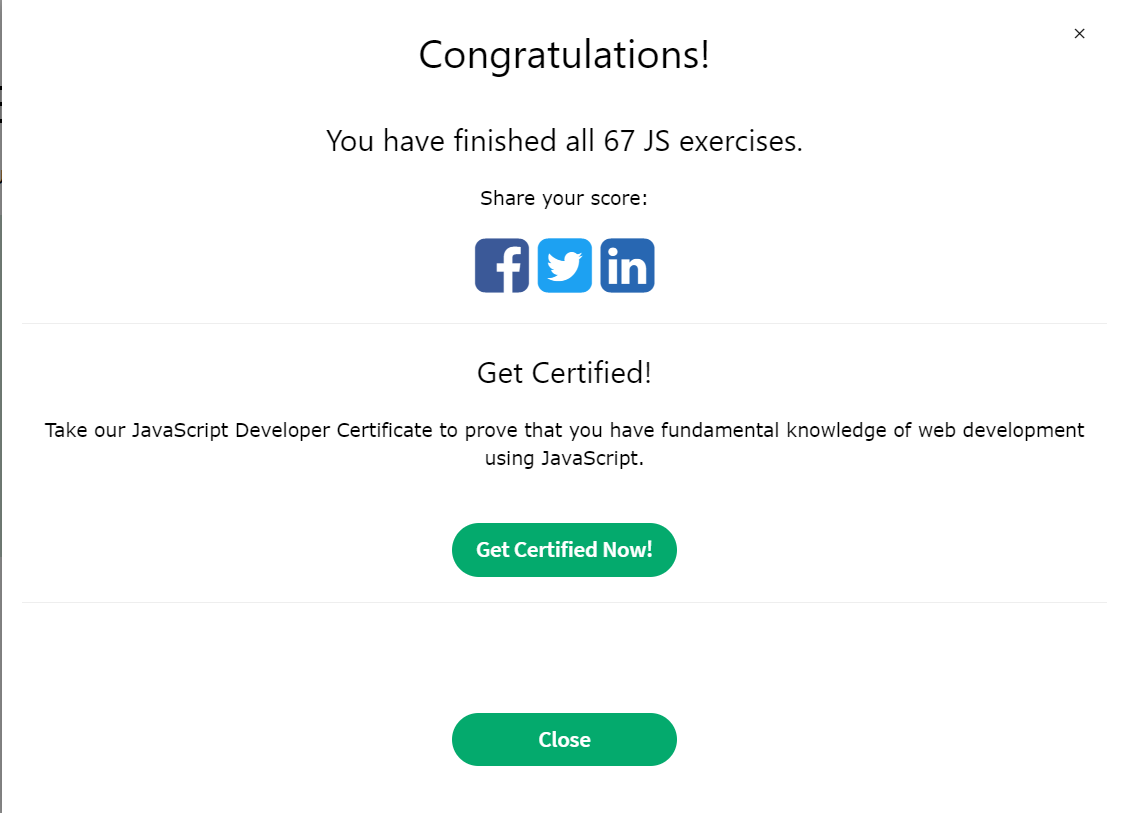 ×
Congratulations!
You have finished all 67 JS exercises.
Share your score:
Get Certified!
Take our JavaScript Developer Certificate to prove that you have fundamental knowledge of web development
using JavaScript.
Get Certified Now!
Close